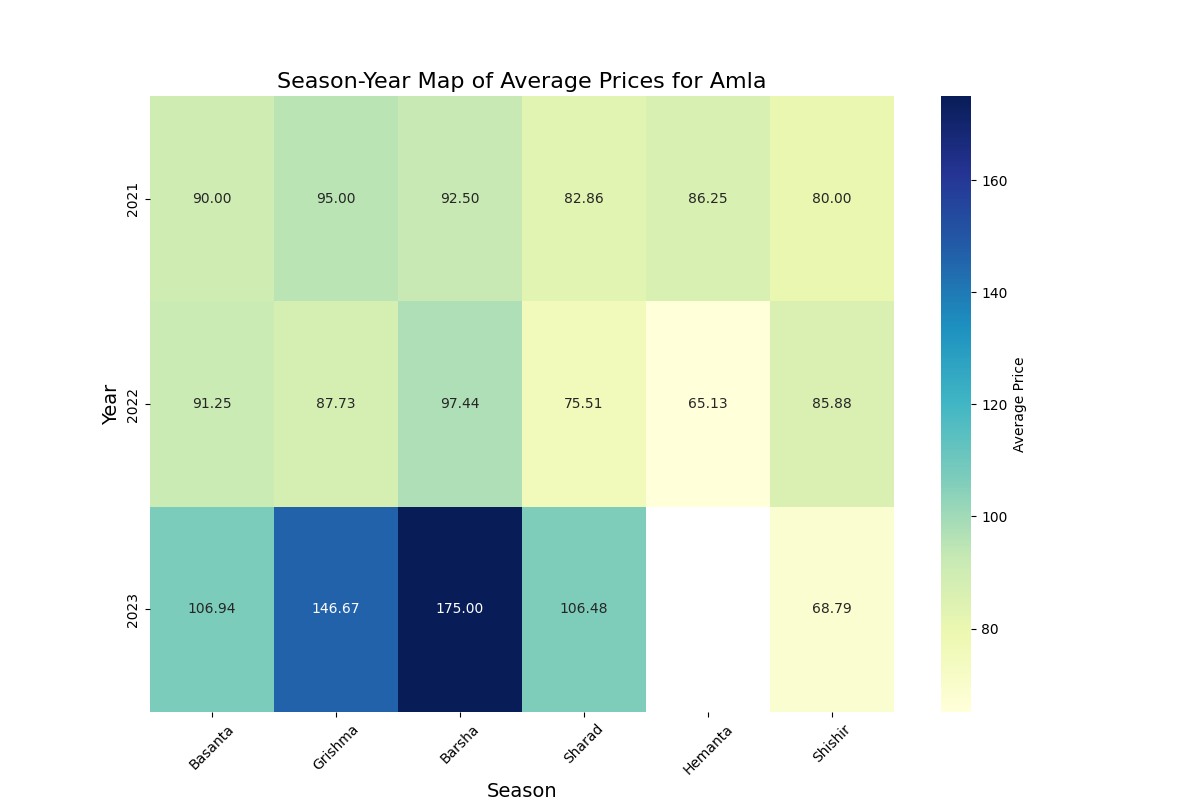 Season-Year Map of Average Prices for Amla
Year
2021
90.00 95.00 92.50 82.86 86.25 80.00
2022
91.25 87.73 97.44 75.51 65.13 85.88
2023
106.94 146.67 175.00 106.48 68.79
Basanta Grishma Barsha Sharad Hemanta Shishir
Season
160
140
120
100
80
Average Price